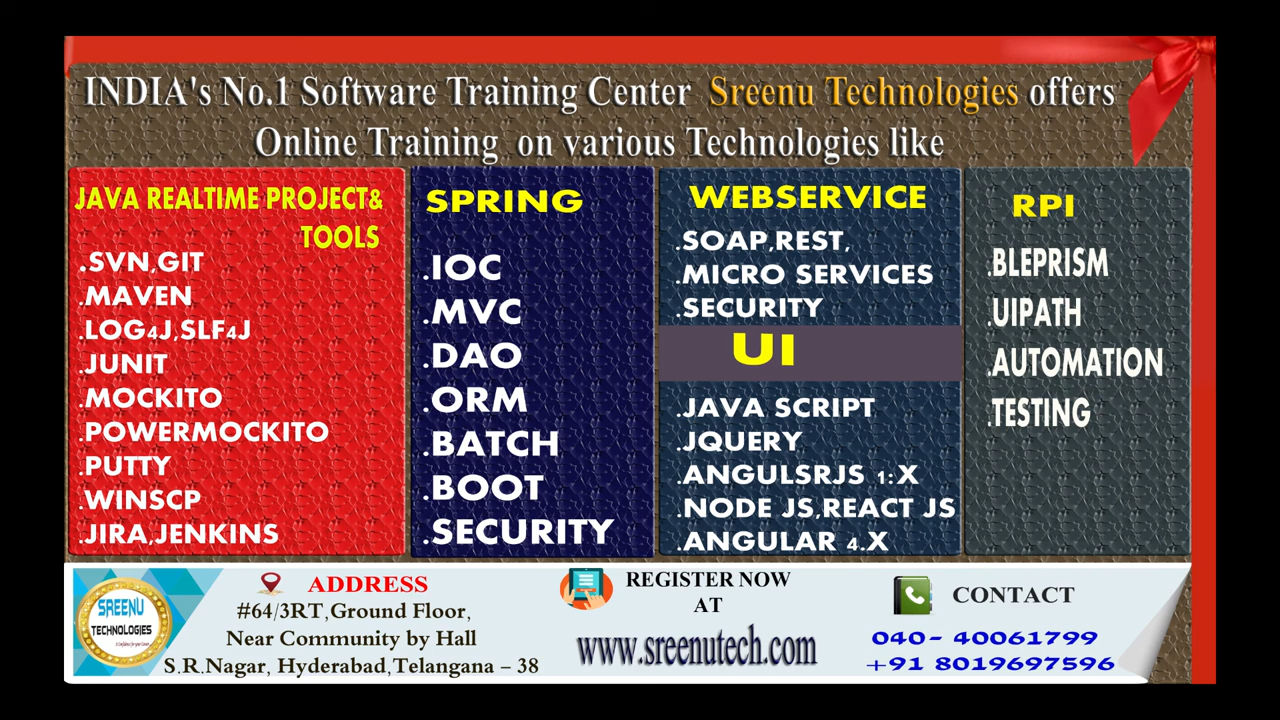 INDIA's No.1 Software Training Center Sreenu Technologies offers
Online Training on various Technologies like
JAVA REALTIME PROJECT&
TOOLS
.SVN,GIT
.MAVEN
.LOG4J,SLF4J
.JUNIT
.MOCKITO
.POWERMOCKITO
.PUTTY
.WINSCP
.JIRA,JENKINS
SPRING
.IOC
.MVC
.DAO
.ORM
.BATCH
.BOOT
.SECURITY
WEBSERVICE
.SOAP,REST,
.MICRO SERVICES
.SECURITY
UI
.JAVA SCRIPT
.JQUERY
.ANGULSRJS 1:X
.NODE JS,REACT JS
.ANGULAR 4.X
RPI
.BLEPRISM
.UIPATH
.AUTOMATION
.TESTING
SREENU
TECHNOLOGIES
ADDRESS
#64/3RT,Ground Floor,
Near Community by Hall
S.R.Nagar, Hyderabad,Telangana – 38
REGISTER NOW
AT
www.sreenutech.com
CONTACT
040- 40061799
+91 8019697596